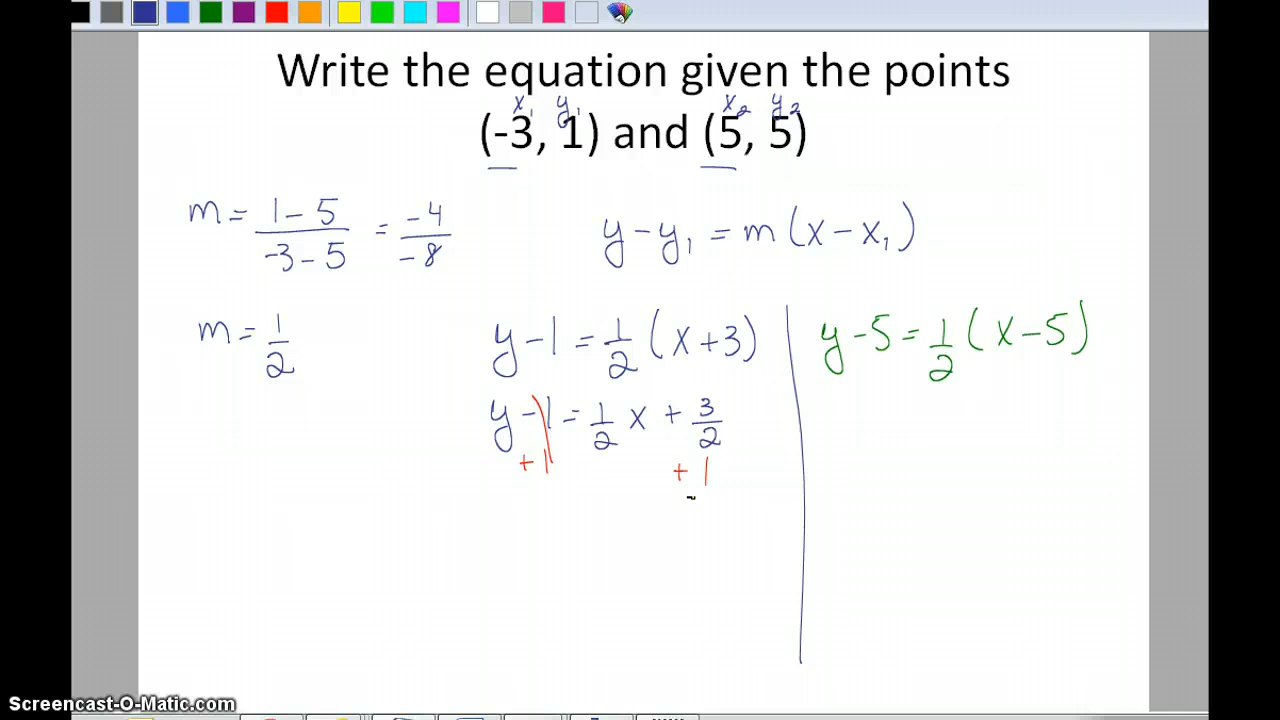 Write the equation given the points
x₁ y₁ x₂ y₂
(-3, 1) and (5, 5)
m = (1 - 5)/(-3 - 5) = -4/-8
y - y₁ = m(x - x₁)
m = 1/2
y - 1 = 1/2 (x + 3)
y - 1 = 1/2 x + 3/2
+ 1 + 1
y - 5 = 1/2 (x - 5)
Screencast-O-Matic.com